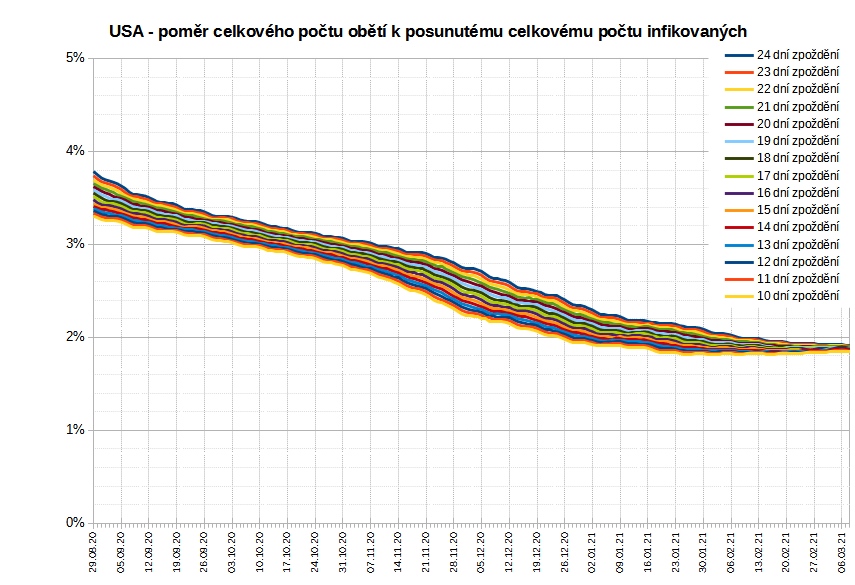 USA - poměr celkového počtu obětí k posunutému celkovému počtu infikovaných
5%
4%
3%
2%
1%
0%
24 dní zpoždění
23 dní zpoždění
22 dní zpoždění
21 dní zpoždění
20 dní zpoždění
19 dní zpoždění
18 dní zpoždění
17 dní zpoždění
16 dní zpoždění
15 dní zpoždění
14 dní zpoždění
13 dní zpoždění
12 dní zpoždění
11 dní zpoždění
10 dní zpoždění
29.08.20
05.09.20
12.09.20
19.09.20
26.09.20
03.10.20
10.10.20
17.10.20
24.10.20
31.10.20
07.11.20
14.11.20
21.11.20
28.11.20
05.12.20
12.12.20
19.12.20
26.12.20
02.01.21
09.01.21
16.01.21
23.01.21
30.01.21
06.02.21
13.02.21
20.02.21
27.02.21
06.03.21